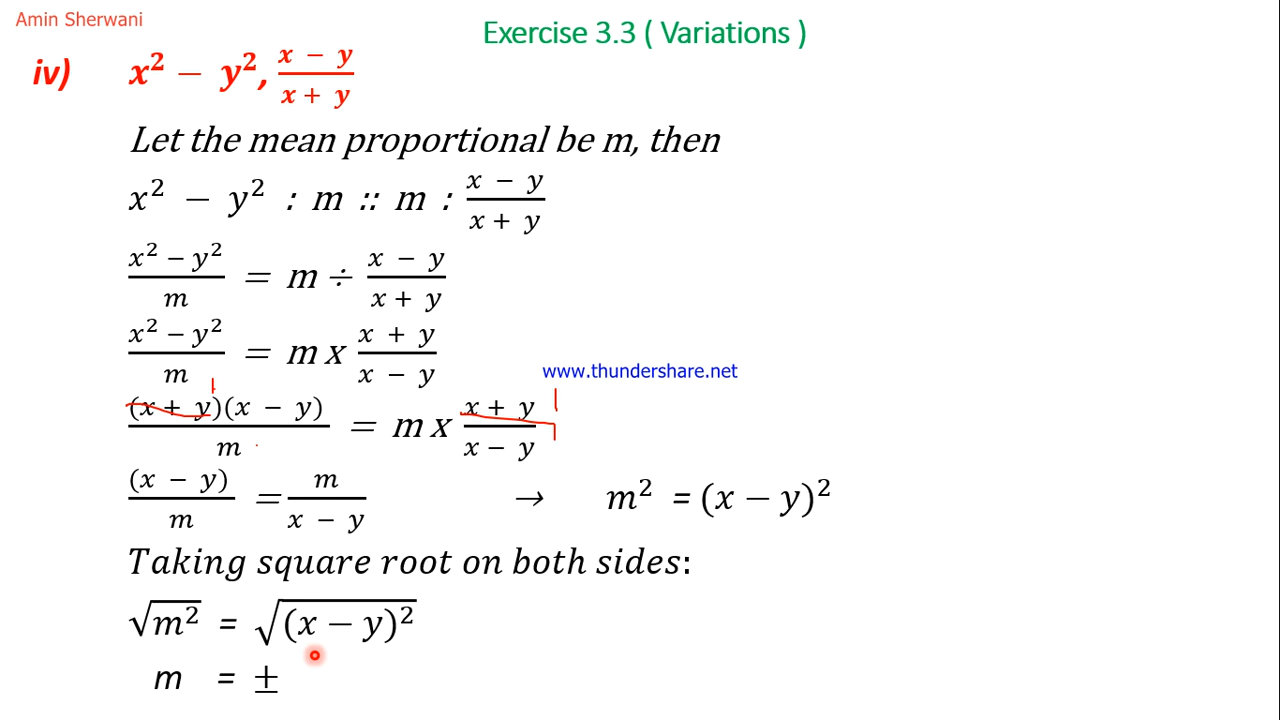 Amin Sherwani
Exercise 3.3 ( Variations )
iv) x² − y², (x − y)/(x + y)
Let the mean proportional be m, then
x² − y² : m :: m : (x − y)/(x + y)
(x² − y²)/m = m ÷ (x − y)/(x + y)
(x² − y²)/m = m x (x + y)/(x − y)
www.thundershare.net
(x + y)(x − y)/m = m x (x + y)/(x − y)
(x − y)/m = m/(x − y) → m² = (x − y)²
Taking square root on both sides:
√m² = √(x − y)²
m = ±